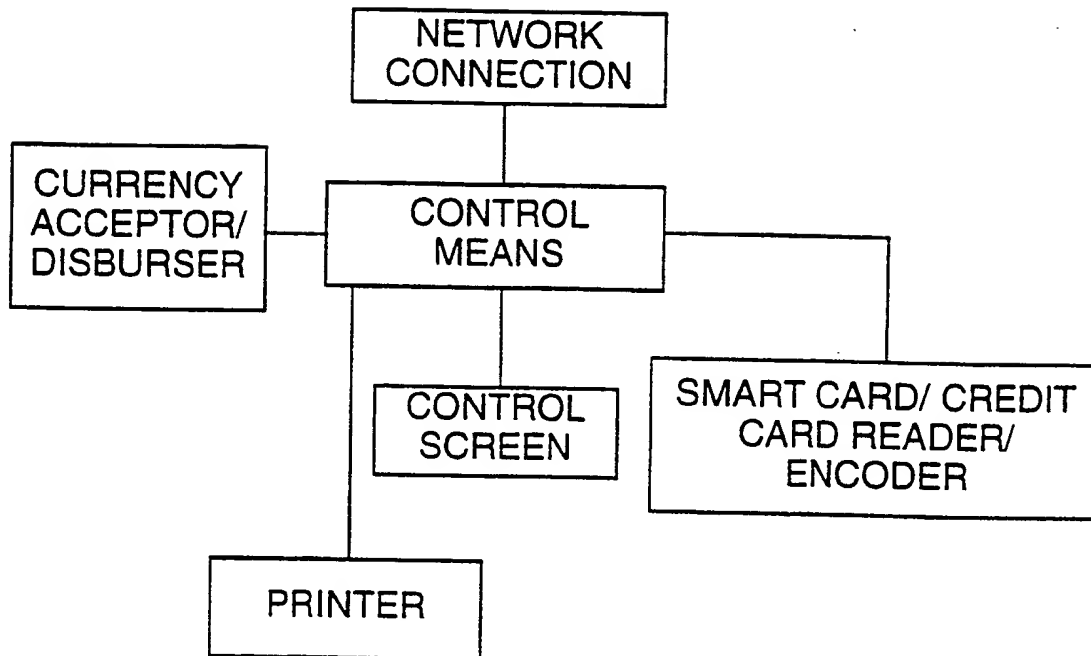 NETWORK
CONNECTION
CURRENCY
ACCEPTOR/
DISBURSER
CONTROL
MEANS
CONTROL
SCREEN
SMART CARD/ CREDIT
CARD READER/
ENCODER
PRINTER